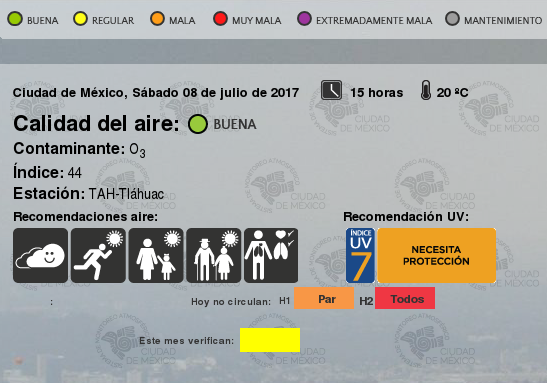 BUENA REGULAR MALA MUY MALA EXTREMADAMENTE MALA MANTENIMIENTO
Ciudad de México, Sábado 08 de julio de 2017 15 horas 20 ºC
Calidad del aire: BUENA
Contaminante: O3
Índice: 44
Estación: TAH-Tláhuac
Recomendaciones aire: Recomendación UV:
ÍNDICE
UV
7
NECESITA
PROTECCIÓN
: Hoy no circulan: H1 Par H2 Todos
Este mes verifican:
CIUDAD
DE MÉXICO